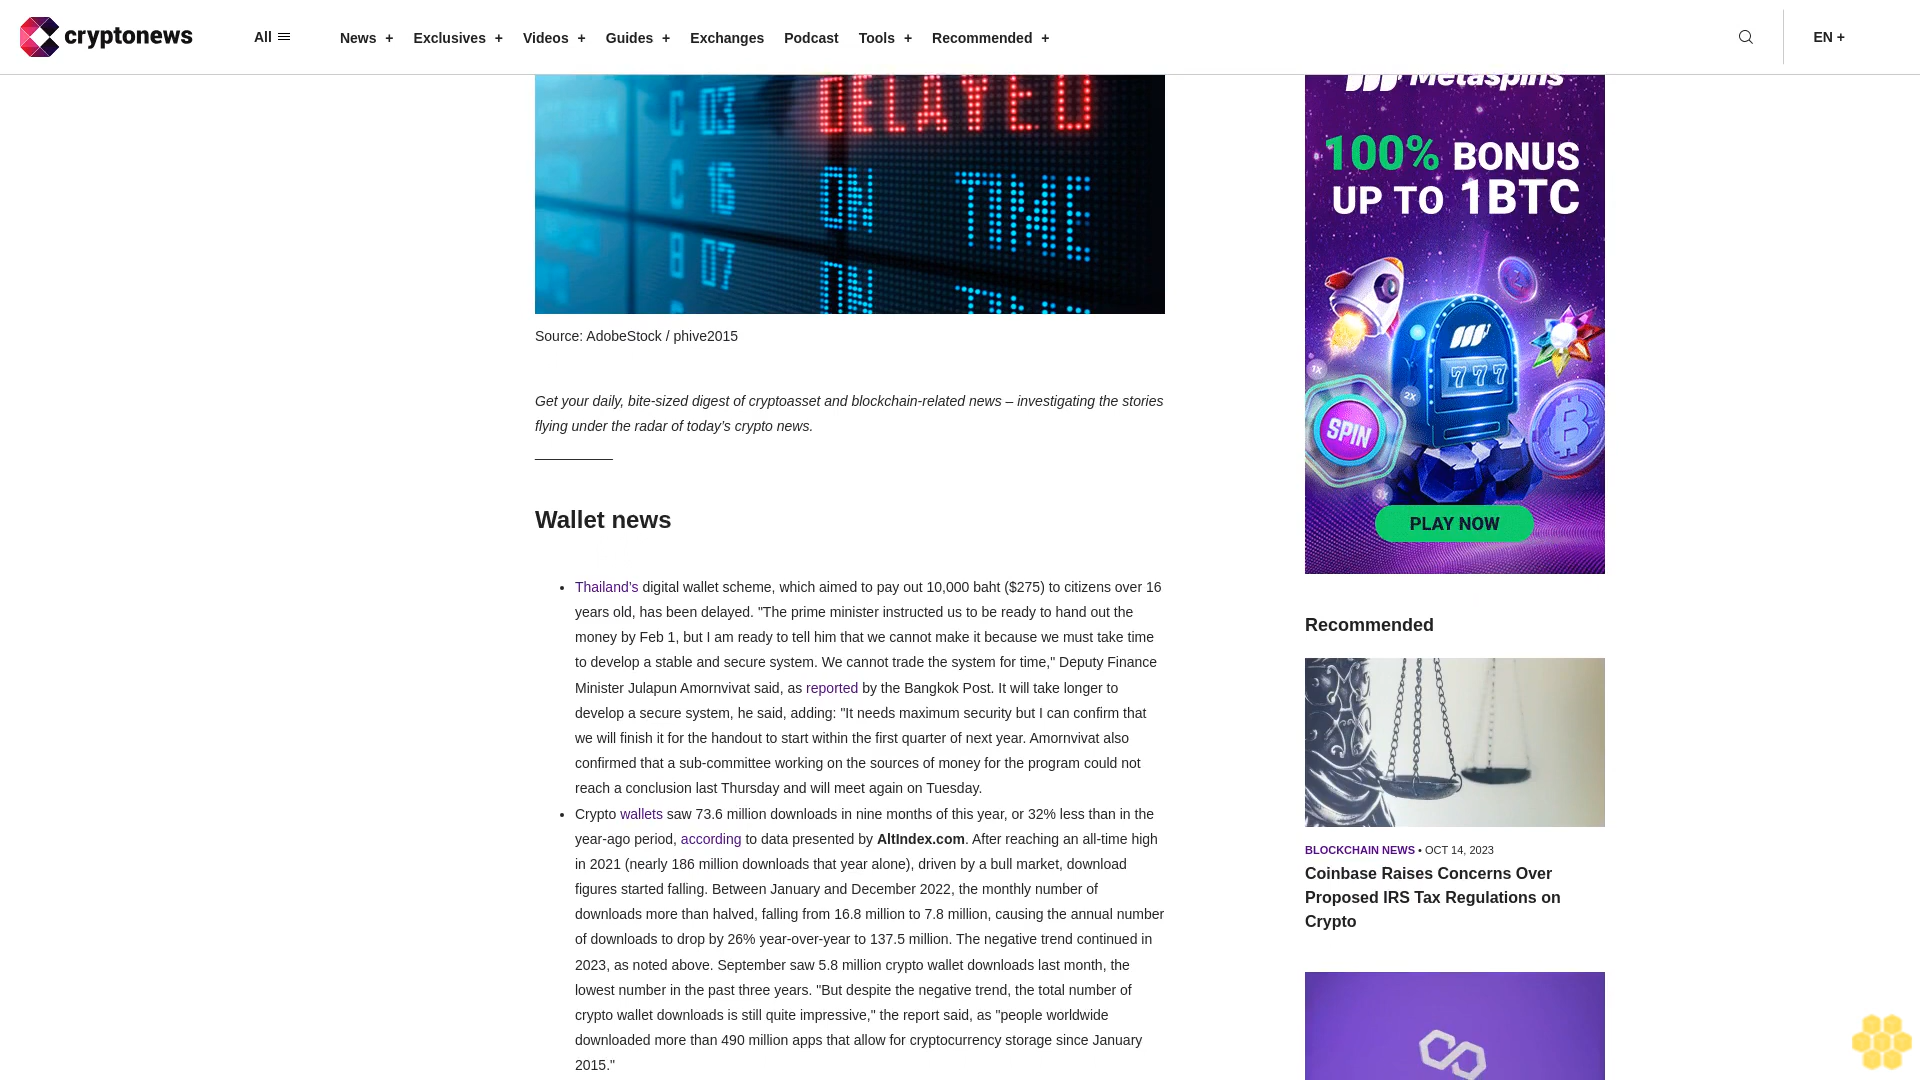 cryptonews
All
News +
Exclusives +
Videos +
Guides +
Exchanges
Podcast
Tools +
Recommended +
EN +
C 03 DELAYED
C 16 ON TIME
B 07 ON
Source: AdobeStock / phive2015
Get your daily, bite-sized digest of cryptoasset and blockchain-related news – investigating the stories
flying under the radar of today’s crypto news.
__________
Wallet news
Thailand’s digital wallet scheme, which aimed to pay out 10,000 baht ($275) to citizens over 16
years old, has been delayed. "The prime minister instructed us to be ready to hand out the
money by Feb 1, but I am ready to tell him that we cannot make it because we must take time
to develop a stable and secure system. We cannot trade the system for time," Deputy Finance
Minister Julapun Amornvivat said, as reported by the Bangkok Post. It will take longer to
develop a secure system, he said, adding: "It needs maximum security but I can confirm that
we will finish it for the handout to start within the first quarter of next year. Amornvivat also
confirmed that a sub-committee working on the sources of money for the program could not
reach a conclusion last Thursday and will meet again on Tuesday.
Crypto wallets saw 73.6 million downloads in nine months of this year, or 32% less than in the
year-ago period, according to data presented by AltIndex.com. After reaching an all-time high
in 2021 (nearly 186 million downloads that year alone), driven by a bull market, download
figures started falling. Between January and December 2022, the monthly number of
downloads more than halved, falling from 16.8 million to 7.8 million, causing the annual number
of downloads to drop by 26% year-over-year to 137.5 million. The negative trend continued in
2023, as noted above. September saw 5.8 million crypto wallet downloads last month, the
lowest number in the past three years. "But despite the negative trend, the total number of
crypto wallet downloads is still quite impressive," the report said, as "people worldwide
downloaded more than 490 million apps that allow for cryptocurrency storage since January
2015."
Metaspins
100% BONUS
UP TO 1BTC
777
1X
2X
SPIN
3X
PLAY NOW
Recommended
BLOCKCHAIN NEWS • OCT 14, 2023
Coinbase Raises Concerns Over
Proposed IRS Tax Regulations on
Crypto